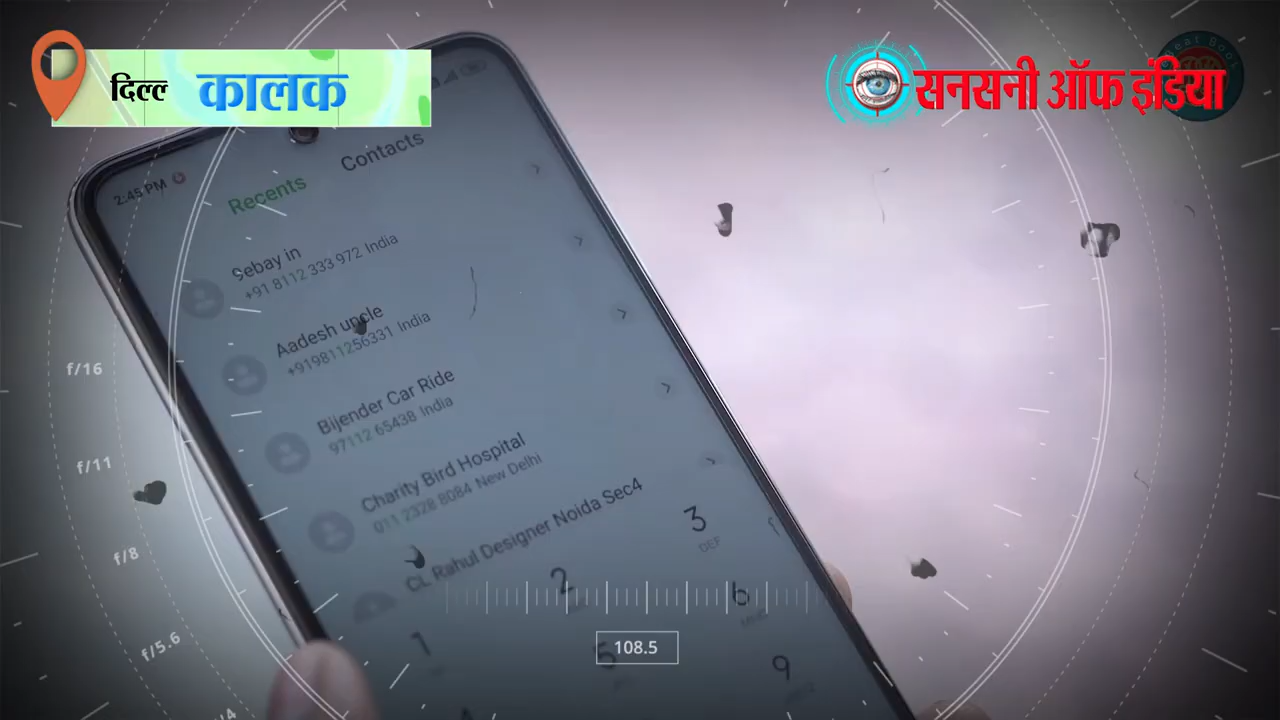 दिल्ल कालक
सनसनी ऑफ इंडिया
2:45 PM
Recents Contacts
Sebay in
+91 8112 333 972 India
Aadesh uncle
+919811256331 India
Bijender Car Ride
97112 65438 India
Charity Bird Hospital
011 2328 8084 New Delhi
CL Rahul Designer Noida Sec4
1
2
3
DEF
5
6
MNO
9
f/16
f/11
f/8
f/5.6
108.5